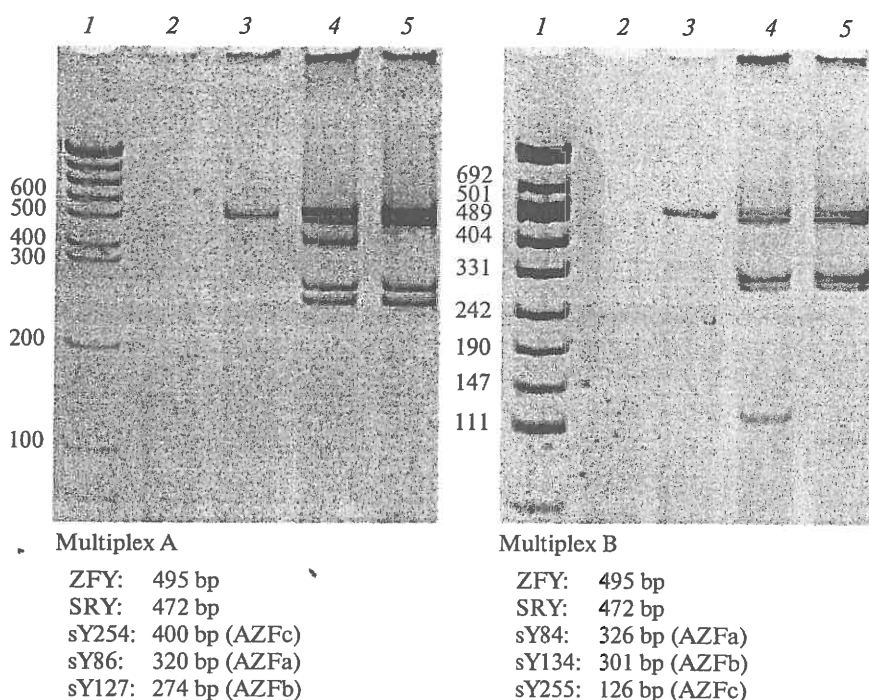 1 2 3 4 5
600
500
400
300
200
100
Multiplex A
ZFY: 495 bp
SRY: 472 bp
sY254: 400 bp (AZFc)
sY86: 320 bp (AZFa)
sY127: 274 bp (AZFb)
1 2 3 4 5
692
501
489
404
331
242
190
147
111
Multiplex B
ZFY: 495 bp
SRY: 472 bp
sY84: 326 bp (AZFa)
sY134: 301 bp (AZFb)
sY255: 126 bp (AZFc)